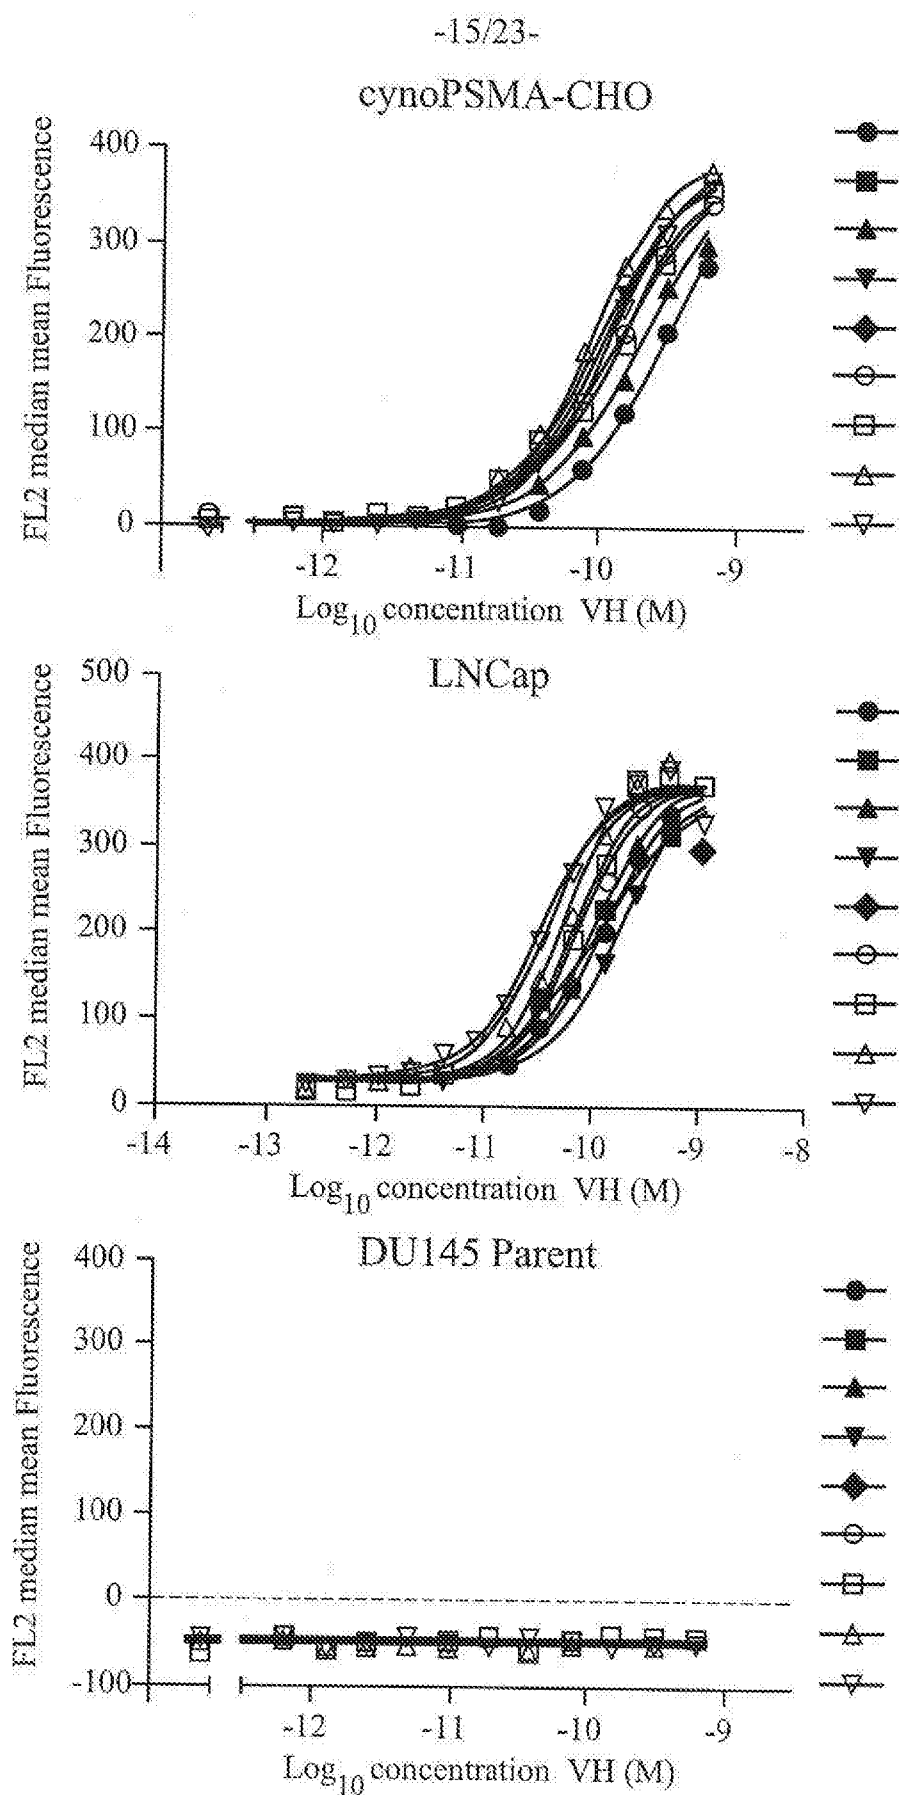 -15/23-
cynoPSMA-CHO
FL2 median mean Fluorescence
400
300
200
100
0
-12 -11 -10 -9
Log10 concentration VH (M)
LNCap
FL2 median mean Fluorescence
500
400
300
200
100
0
-14 -13 -12 -11 -10 -9 -8
Log10 concentration VH (M)
DU145 Parent
FL2 median mean Fluorescence
400
300
200
100
0
-100
-12 -11 -10 -9
Log10 concentration VH (M)